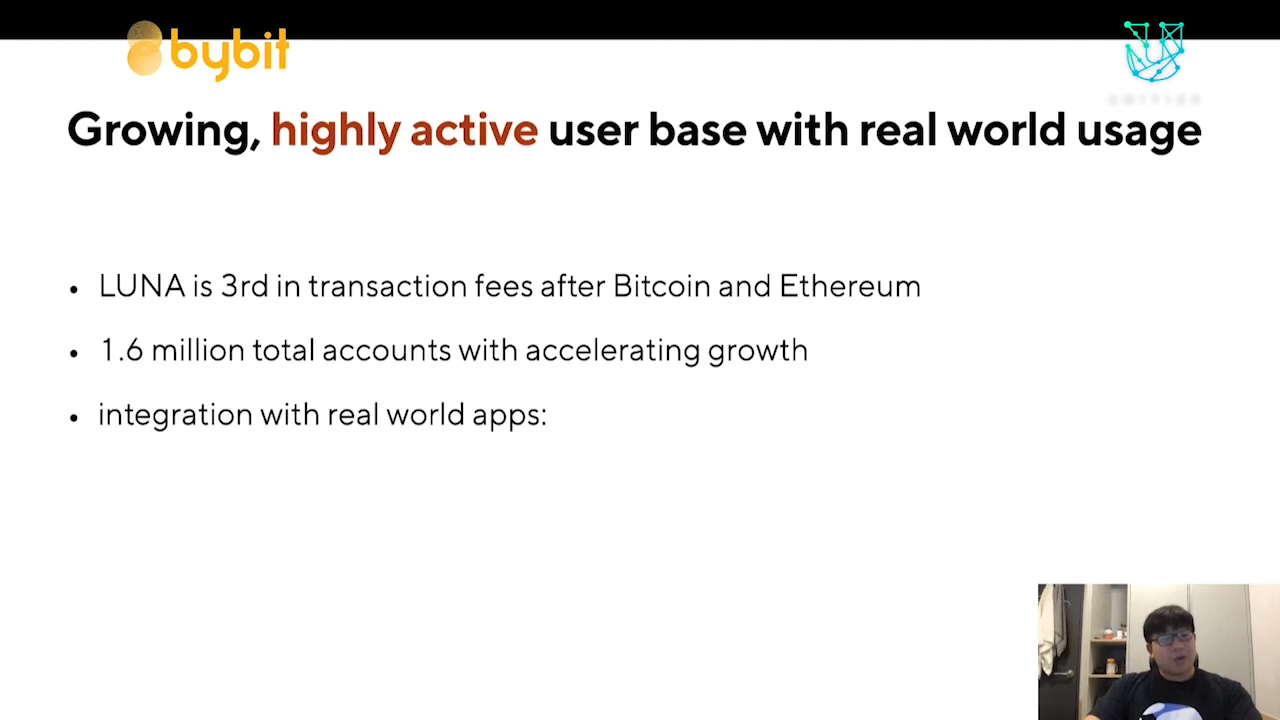 bybit
Growing, highly active user base with real world usage
• LUNA is 3rd in transaction fees after Bitcoin and Ethereum
• 1.6 million total accounts with accelerating growth
• integration with real world apps: